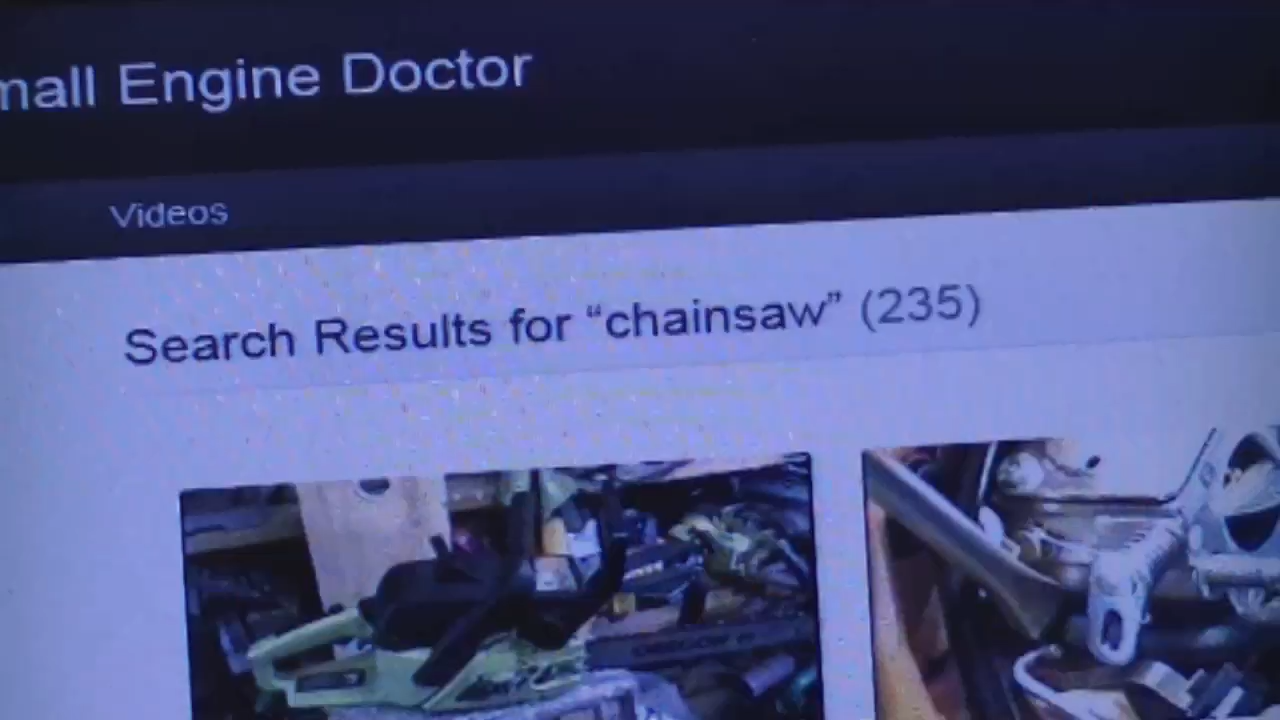 mall Engine Doctor
Videos
Search Results for “chainsaw” (235)